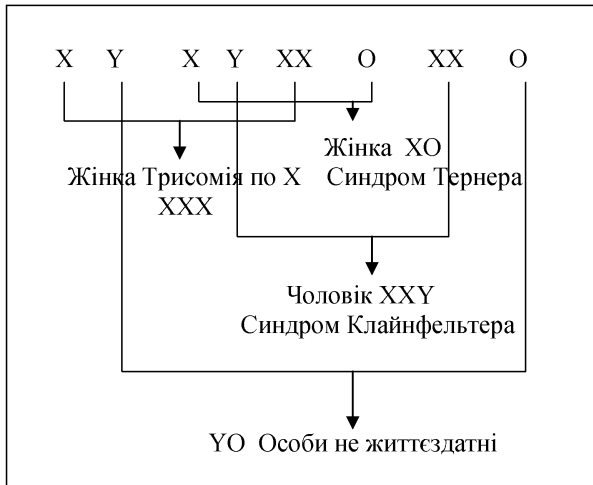 X Y X Y XX O XX O
Жінка XO
Жінка Трисомія по X Синдром Тернера
XXX
Чоловік XXY
Синдром Клайнфельтера
YO Особи не життєздатні